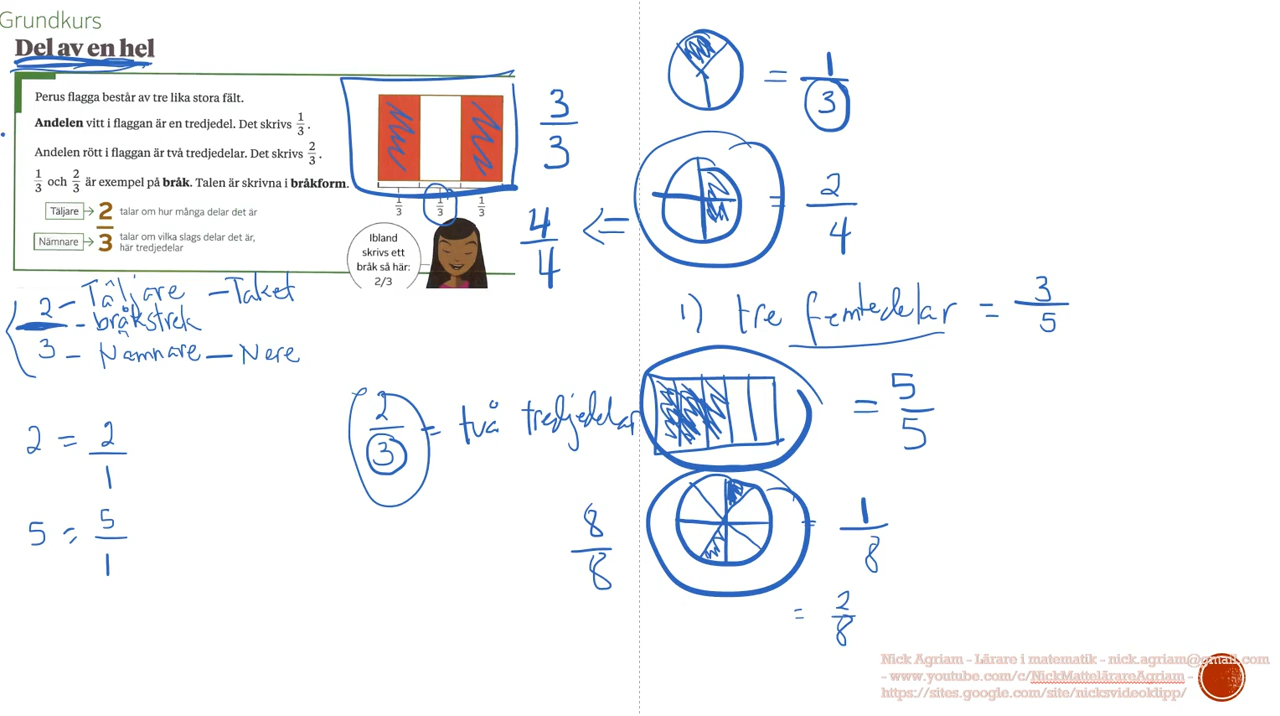 Grundkurs
Del av en hel
Perus flagga består av tre lika stora fält.
Andelen vitt i flaggan är en tredjedel. Det skrivs 1/3.
Andelen rött i flaggan är två tredjedelar. Det skrivs 2/3.
1/3 och 2/3 är exempel på bråk. Talen är skrivna i bråkform.
Täljare → 2 talar om hur många delar det är
Nämnare → 3 talar om vilka slags delar det är,
här tredjedelar
1/3 1/3 1/3
Ibland
skrivs ett
bråk så här:
2/3
3/3
4/4 <=
2 - Täljare - Taket
- bråkstrek
3 - Nämnare - Nere
2 = 2/1
5 = 5/1
2/3 = två tredjedelar
8/8
= 1/3
= 2/4
1) tre femtedelar = 3/5
= 5/5
= 1/8
= 2/8
Nick Agriam - Lärare i matematik - nick.agriam@gmail.com
- www.youtube.com/c/NickMattelärareAgriam -
https://sites.google.com/site/nicksvideoklipp/